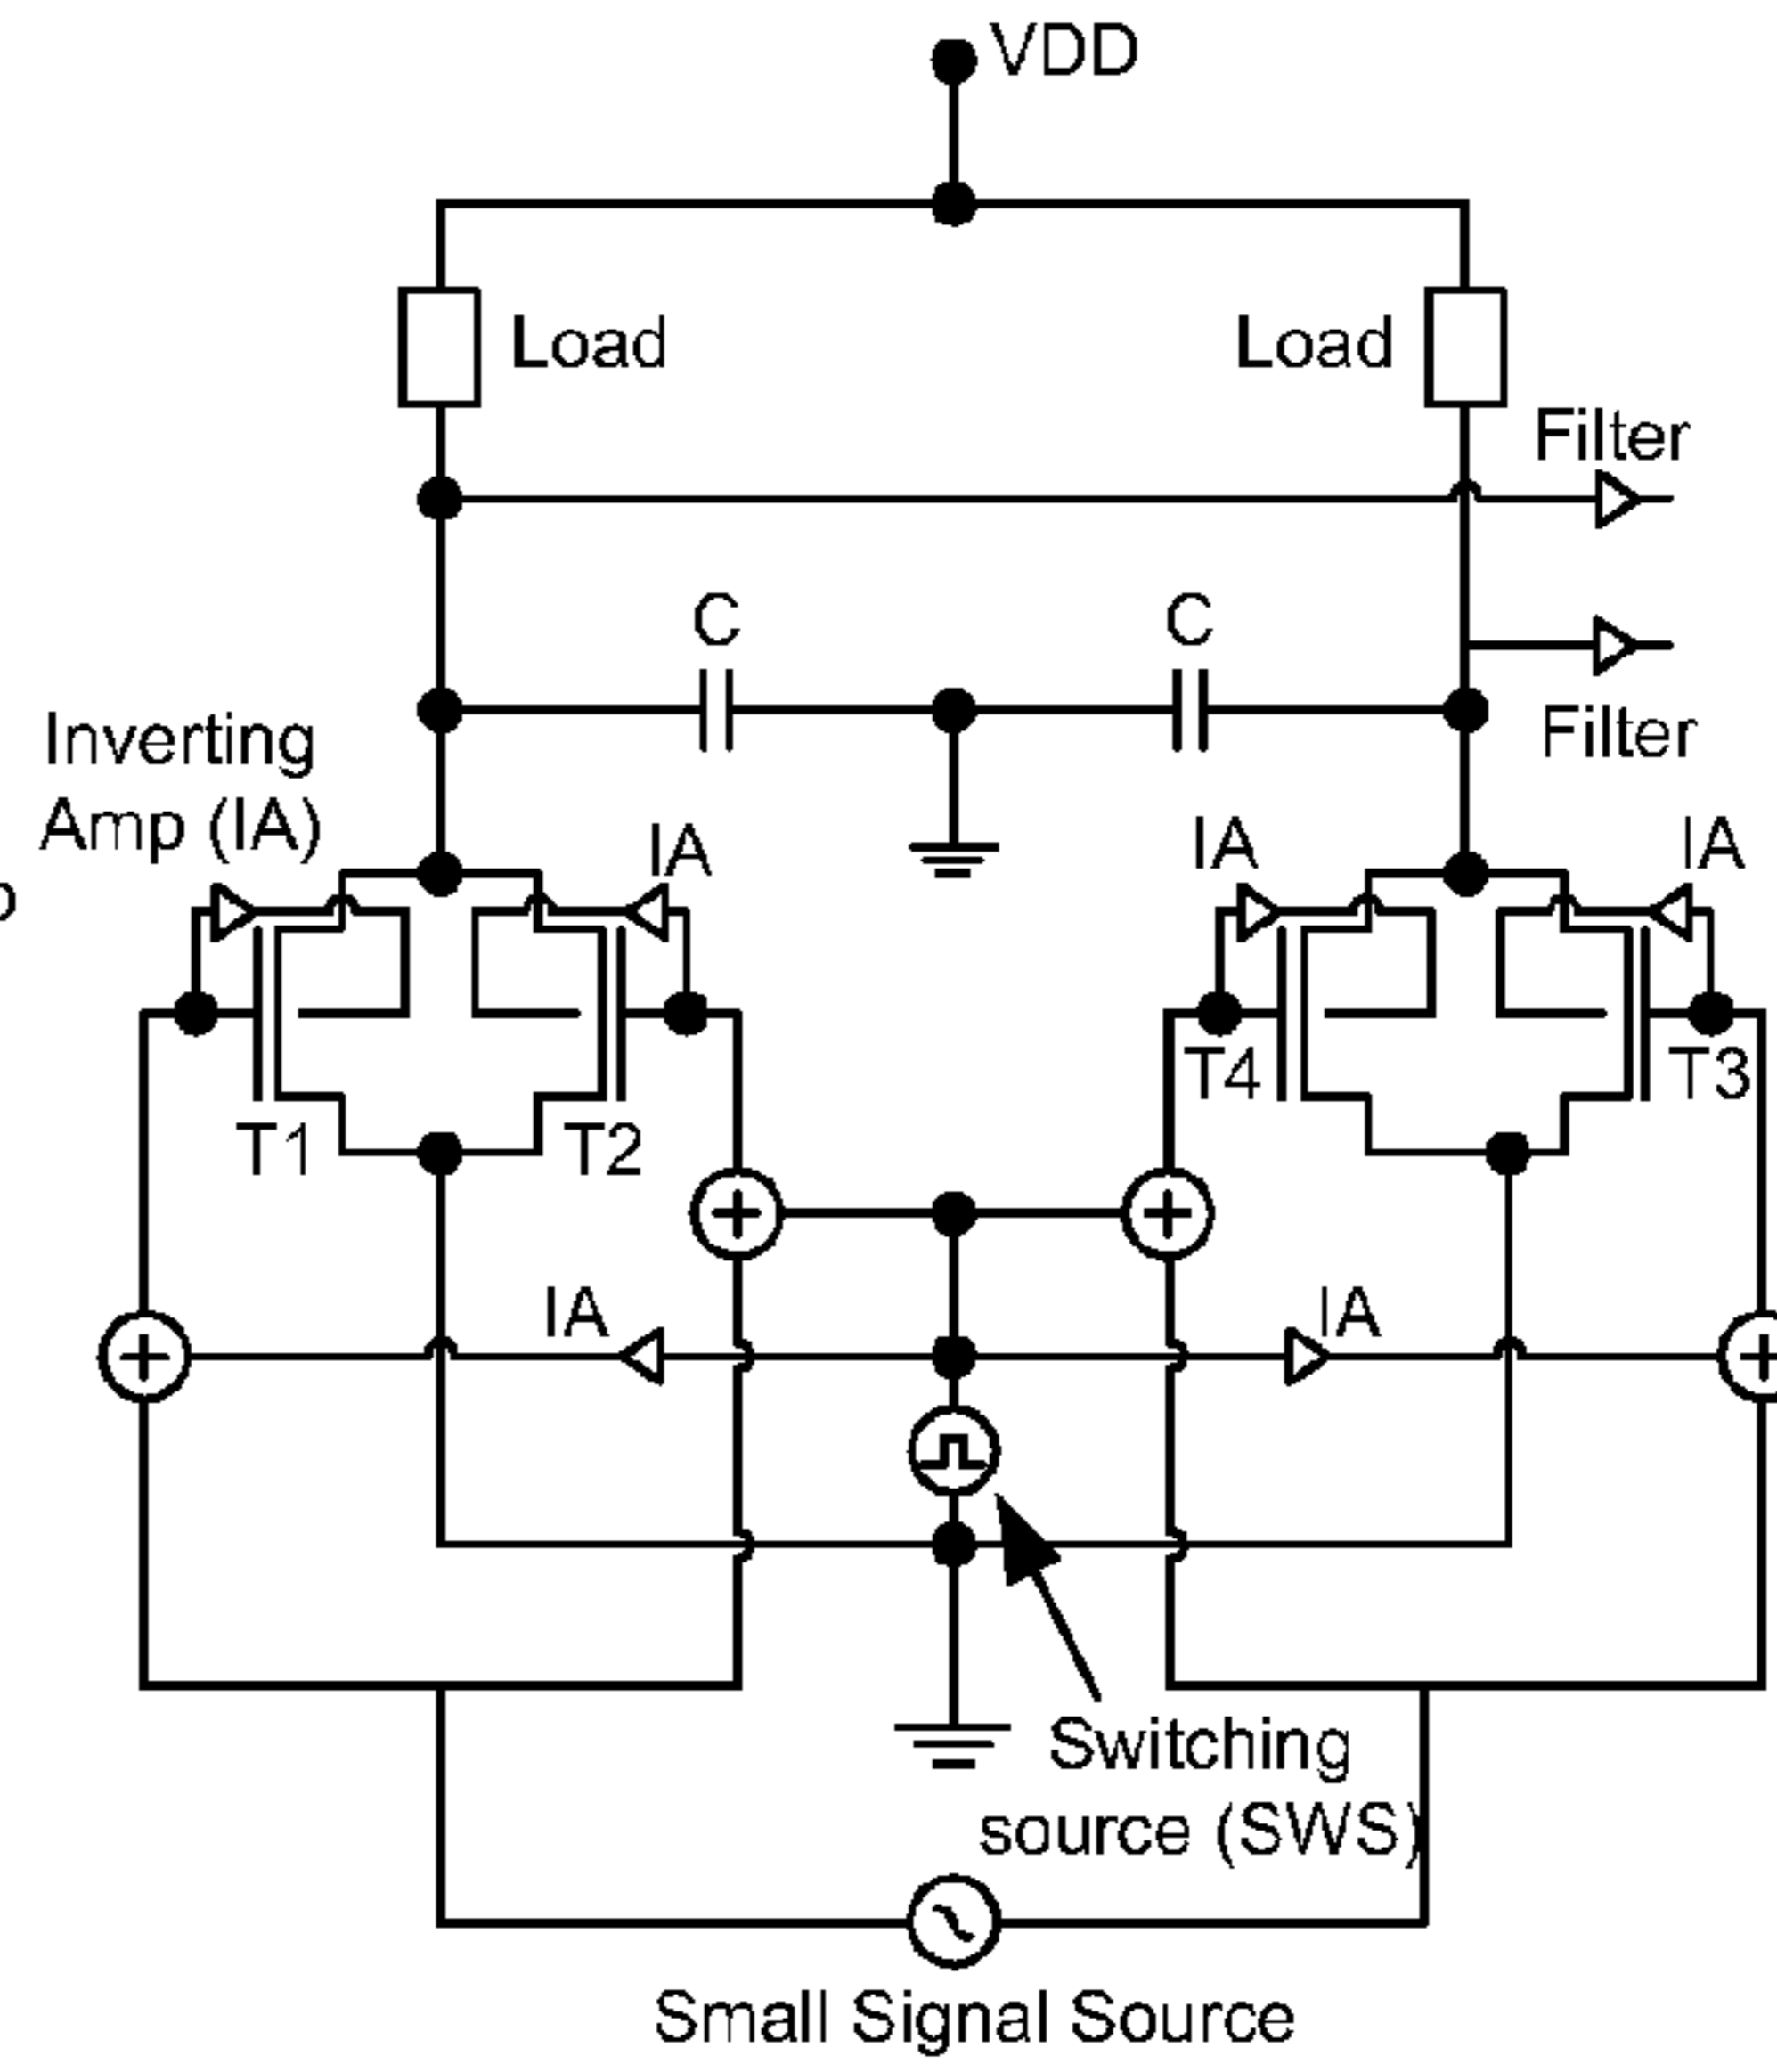 VDD
Load
Load
Filter
C
C
Filter
Inverting
Amp (IA)
IA
IA
IA
T1
T2
T4
T3
IA
IA
Switching
source (SWS)
Small Signal Source